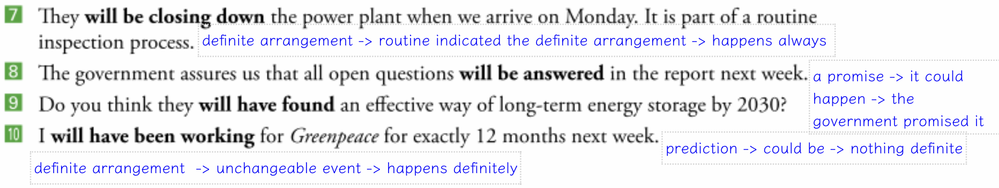 7 They will be closing down the power plant when we arrive on Monday. It is part of a routine
inspection process. definite arrangement -> routine indicated the definite arrangement -> happens always
8 The government assures us that all open questions will be answered in the report next week.
a promise -> it could
happen -> the
government promised it
9 Do you think they will have found an effective way of long-term energy storage by 2030?
10 I will have been working for Greenpeace for exactly 12 months next week.
prediction -> could be -> nothing definite
definite arrangement -> unchangeable event -> happens definitely